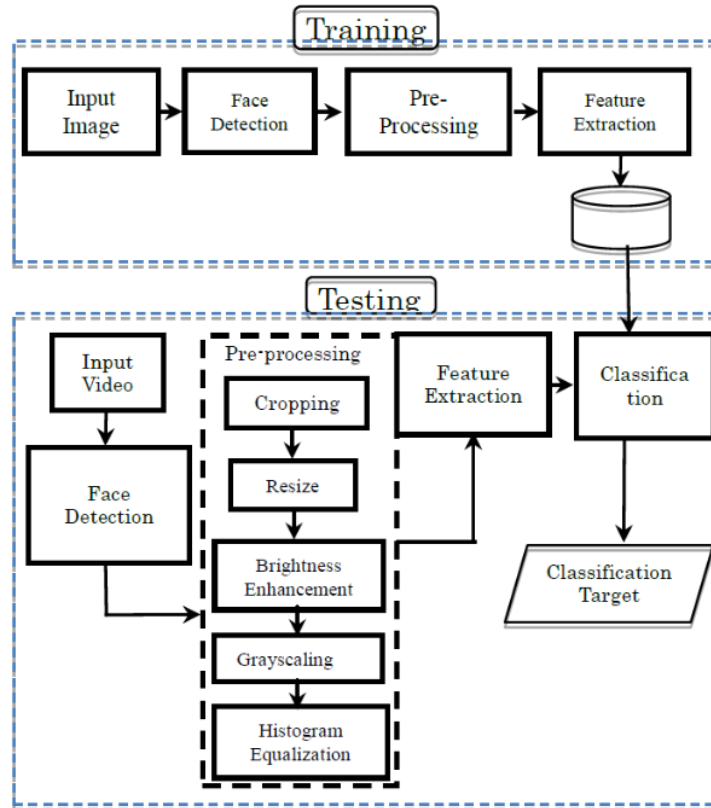 Training
Input
Image
Face
Detection
Pre-
Processing
Feature
Extraction
Testing
Input
Video
Face
Detection
Pre-processing
Cropping
Resize
Brightness
Enhancement
Grayscaling
Histogram
Equalization
Feature
Extraction
Classifica
tion
Classification
Target